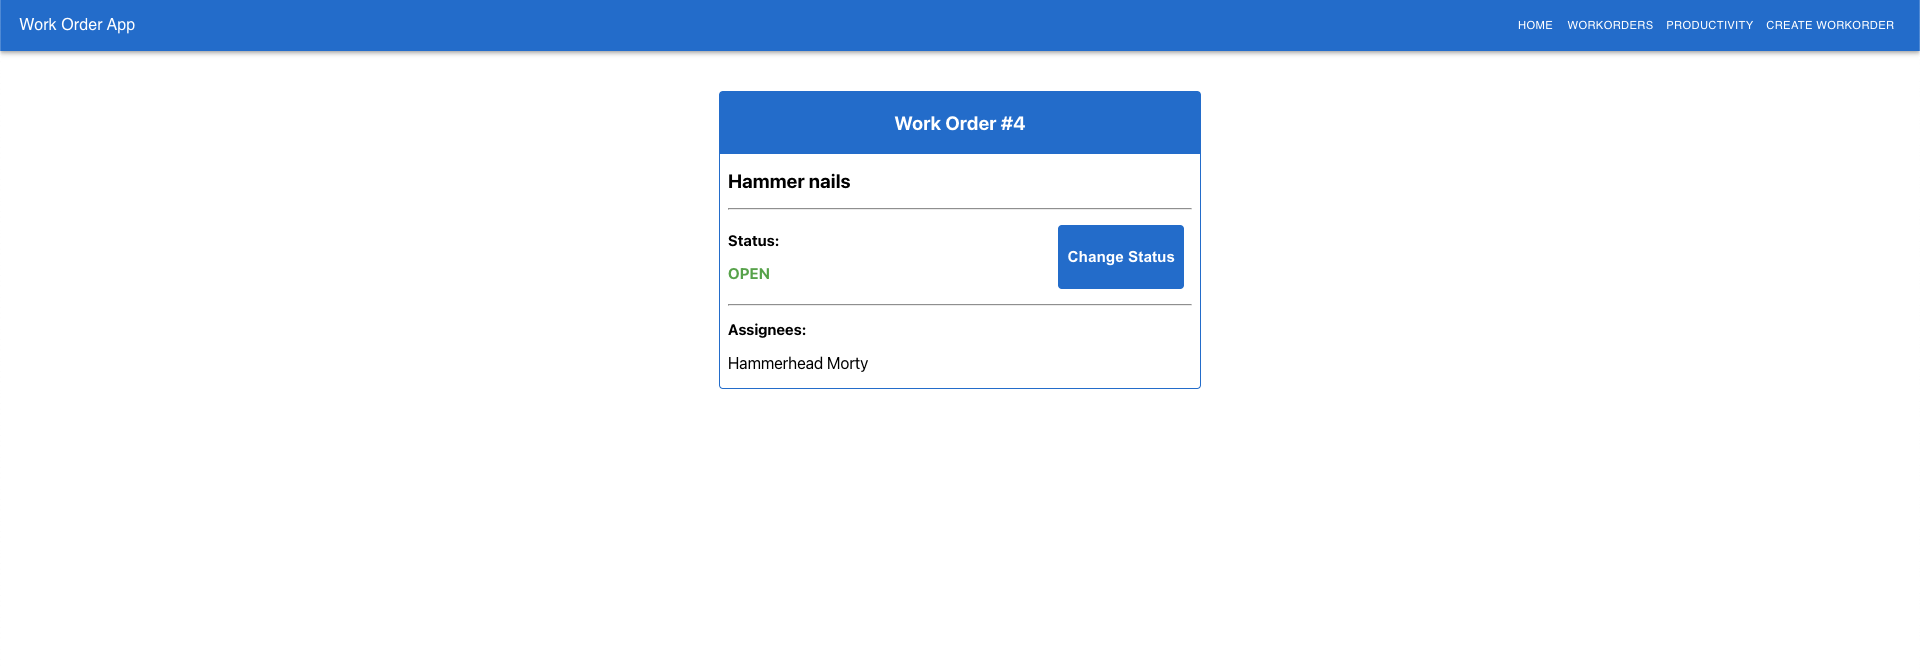 Work Order App
HOME WORKORDERS PRODUCTIVITY CREATE WORKORDER
Work Order #4
Hammer nails
Status:
OPEN
Change Status
Assignees:
Hammerhead Morty